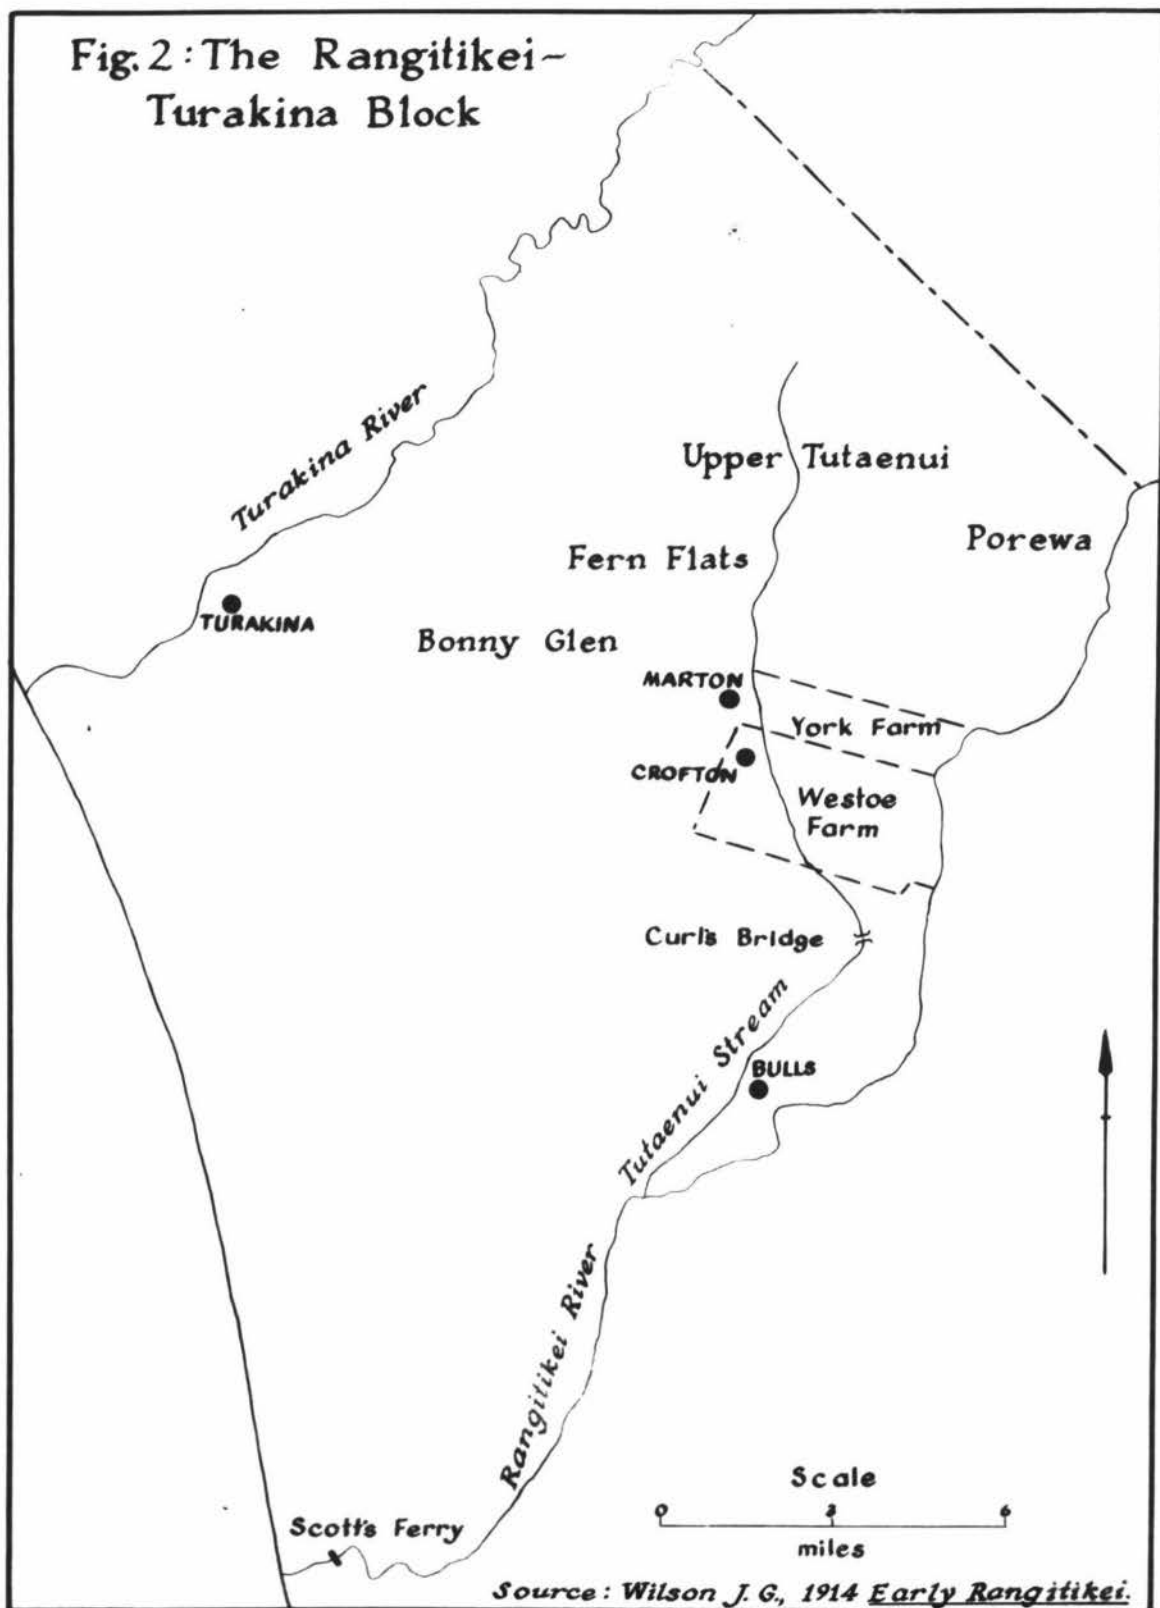 Fig. 2 : The Rangitikei-
Turakina Block
Turakina River
Upper Tutaenui
Porewa
Fern Flats
TURAKINA
Bonny Glen
MARTON
York Farm
CROFTON
Westoe
Farm
Curl's Bridge
Tutaenui Stream
BULLS
Rangitikei River
Scale
0 3 6
miles
Scott's Ferry
Source : Wilson J. G., 1914 Early Rangitikei.